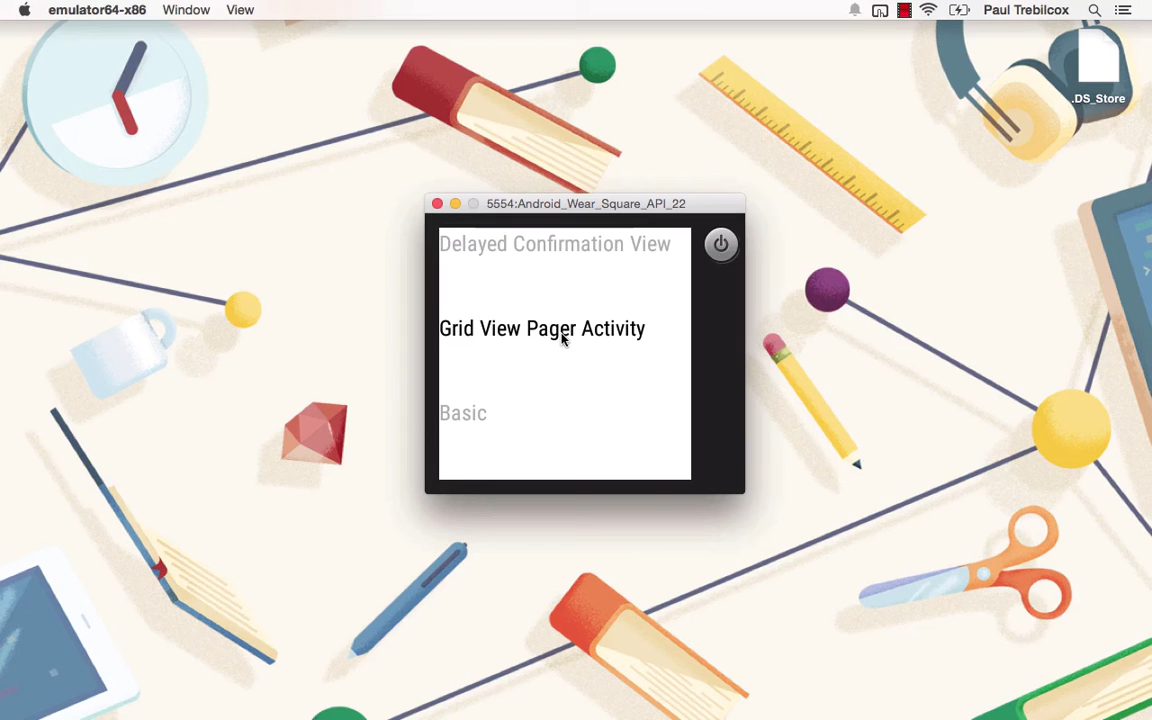 emulator64-x86 Window View Paul Trebilcox
.DS_Store
5554:Android_Wear_Square_API_22
Delayed Confirmation View
Grid View Pager Activity
Basic